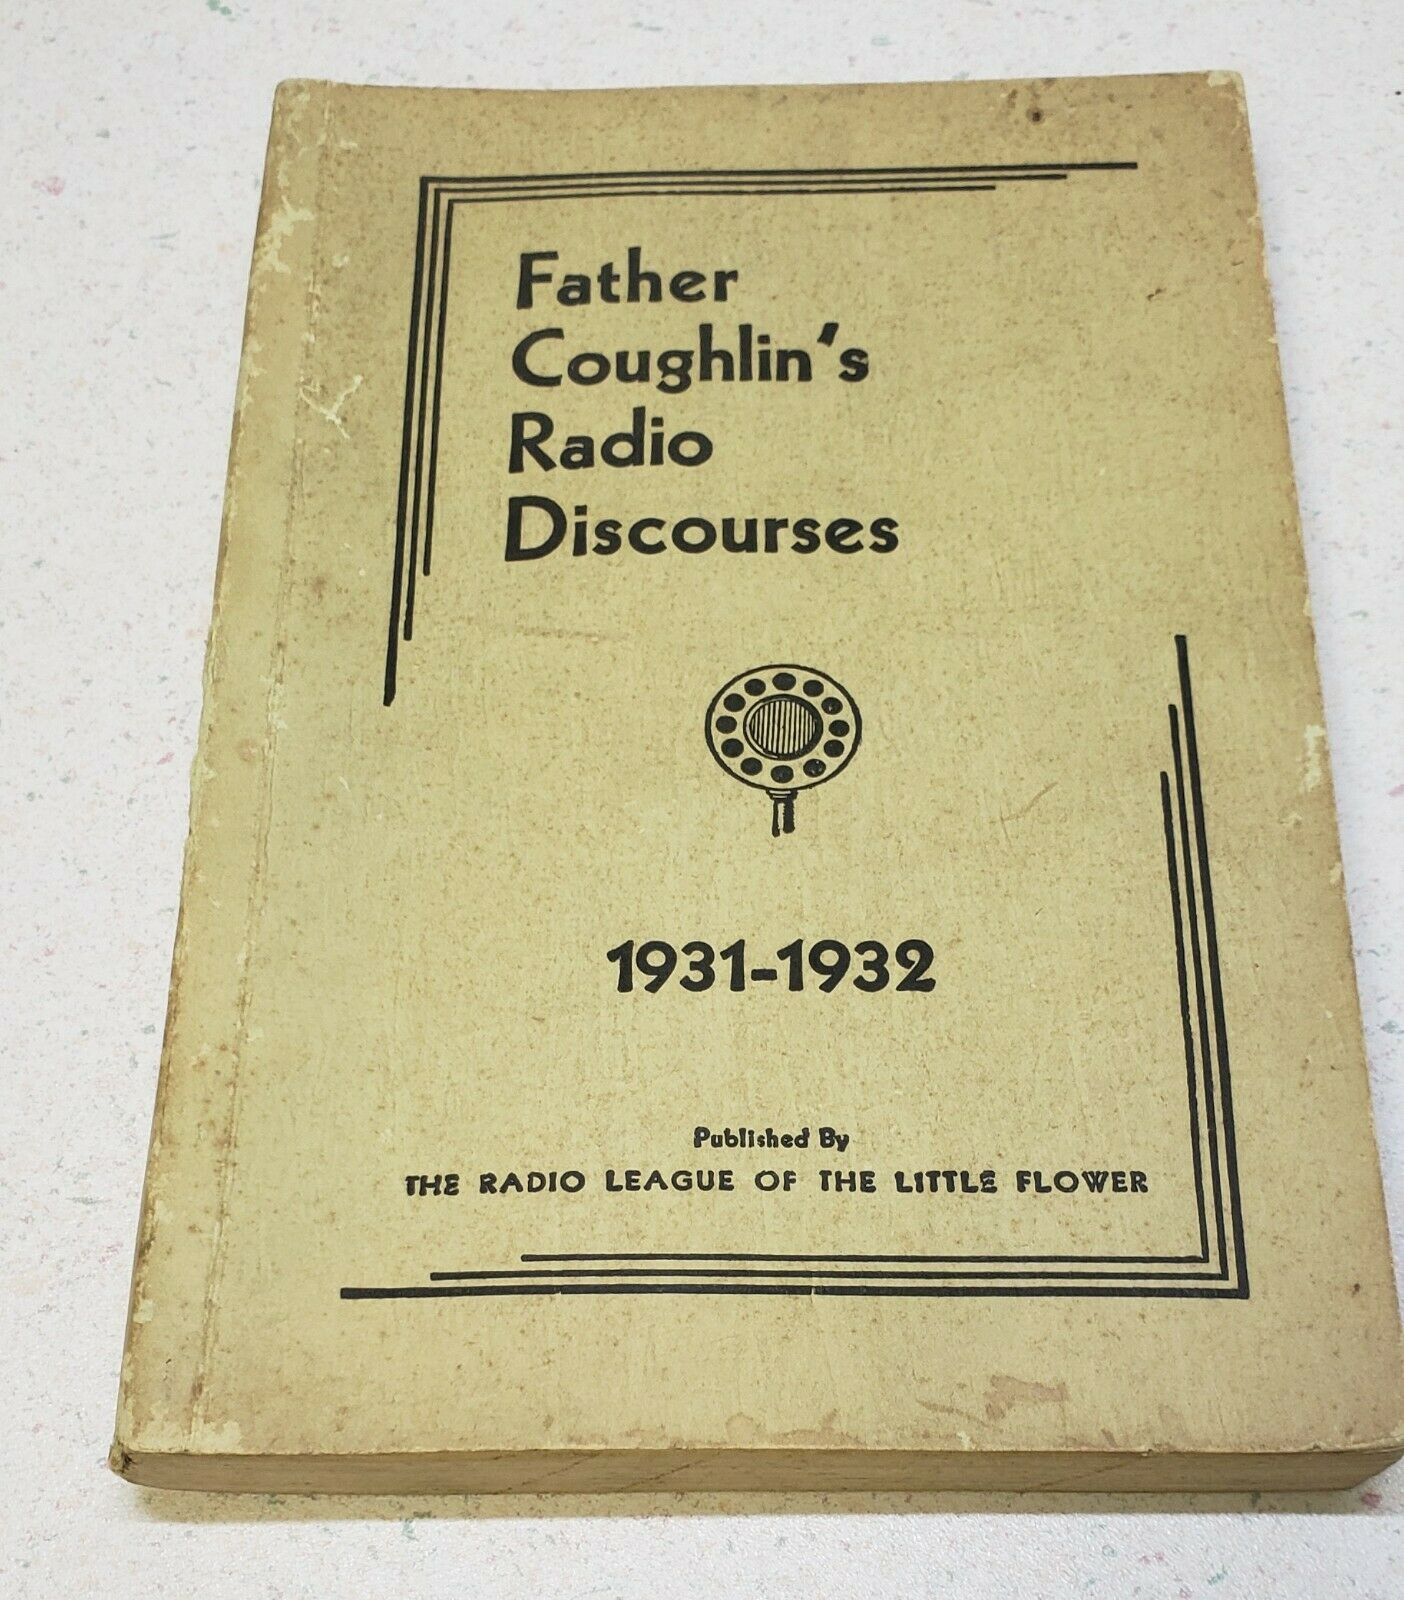 Father
Coughlin's
Radio
Discourses
1931-1932
Published By
THE RADIO LEAGUE OF THE LITTLE FLOWER